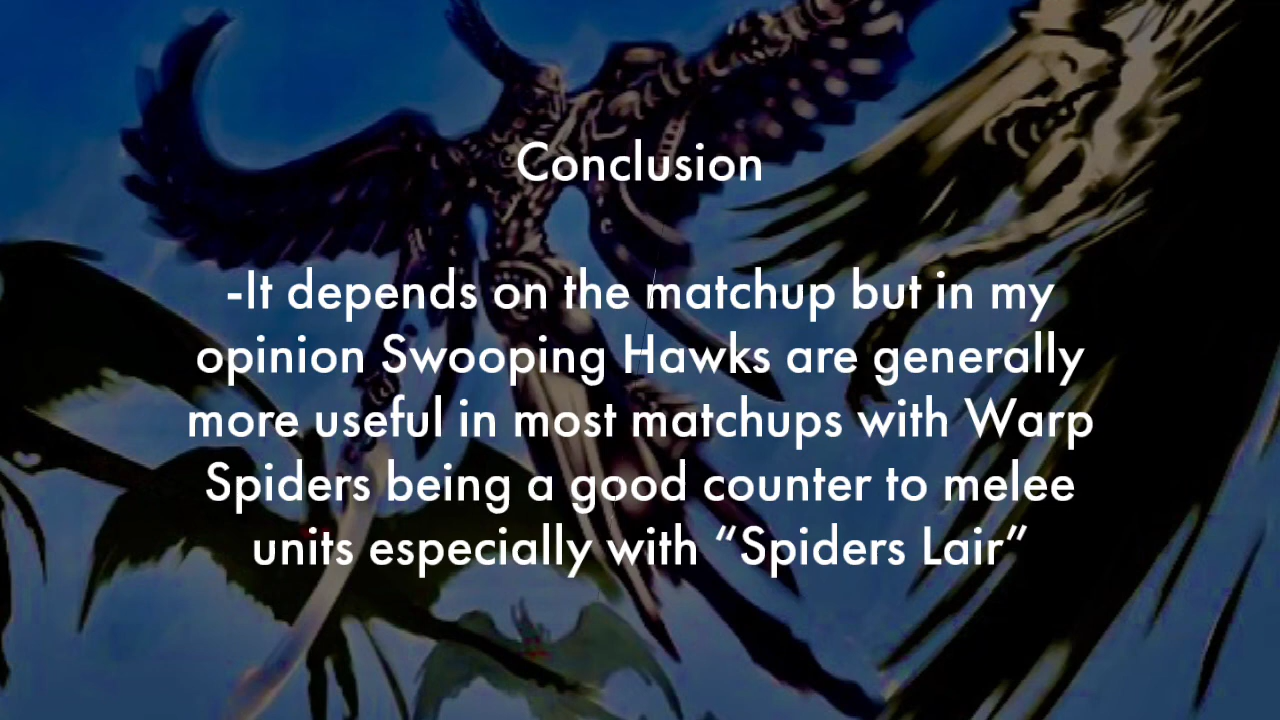 Conclusion
-It depends on the matchup but in my
opinion Swooping Hawks are generally
more useful in most matchups with Warp
Spiders being a good counter to melee
units especially with “Spiders Lair”